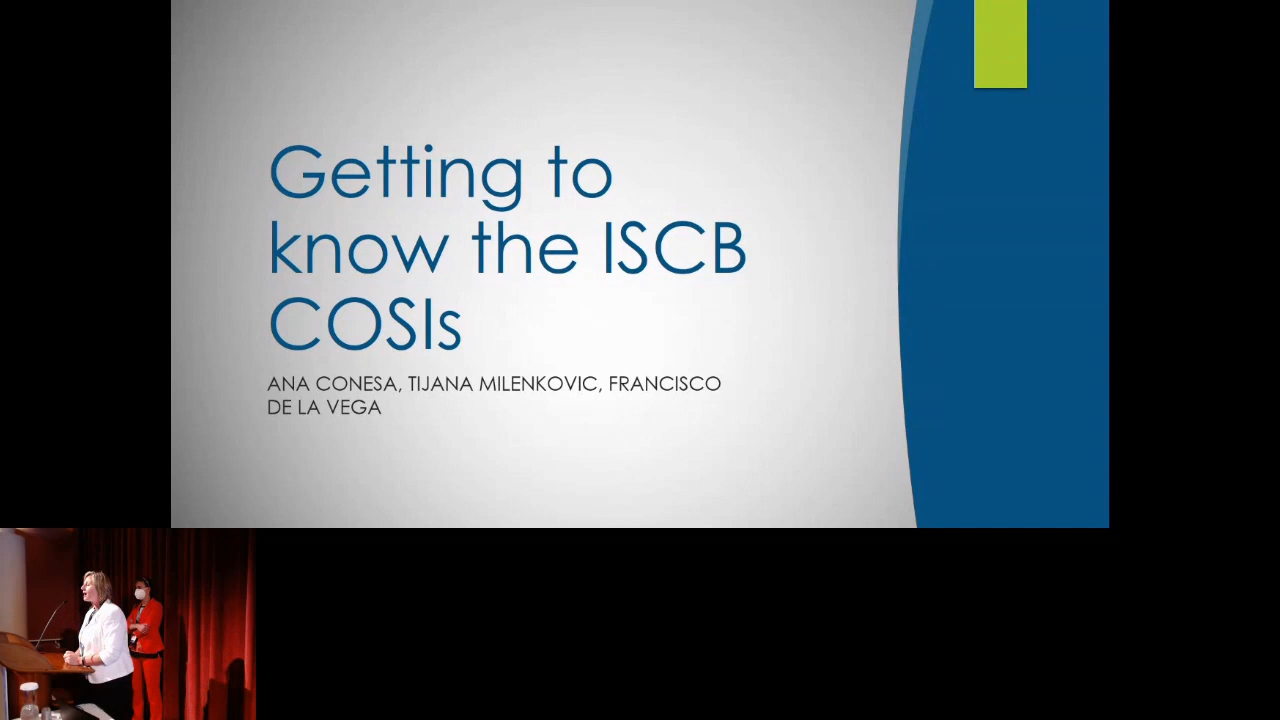 Getting to
know the ISCB
COSIs
ANA CONESA, TIJANA MILENKOVIC, FRANCISCO
DE LA VEGA